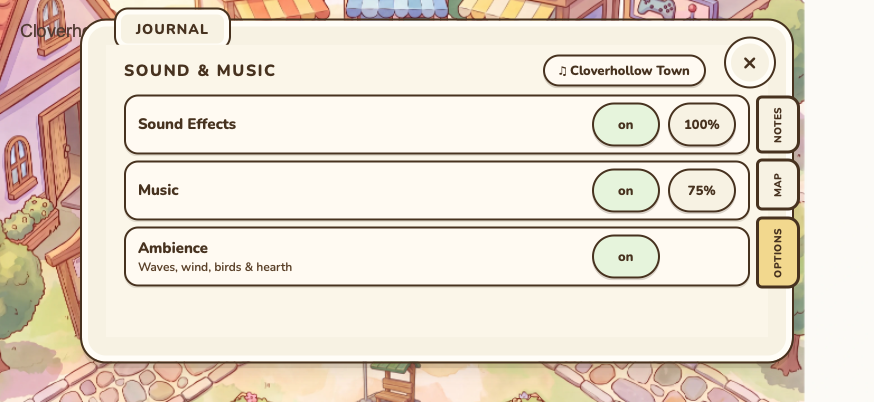 Cloverh
JOURNAL
SOUND & MUSIC
♫ Cloverhollow Town
Sound Effects
on
100%
Music
on
75%
Ambience
Waves, wind, birds & hearth
on
NOTES
MAP
OPTIONS